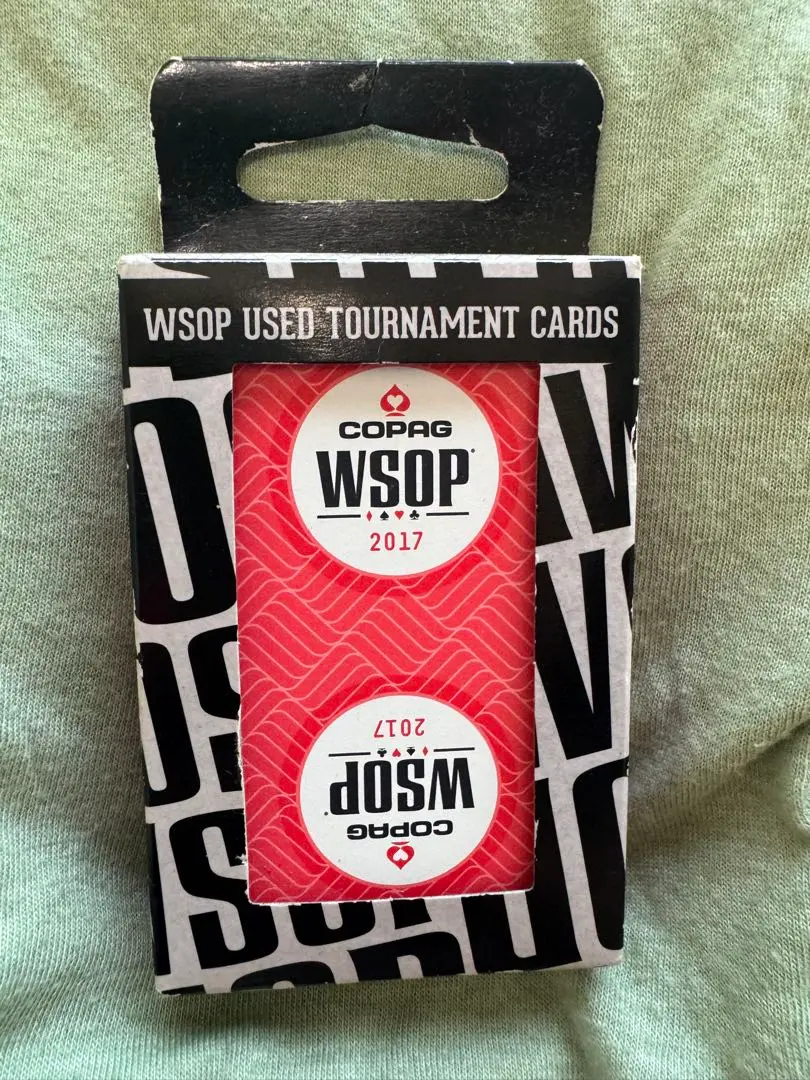 WSOP USED TOURNAMENT CARDS
COPAG
WSOP
2017
2017
WSOP
COPAG